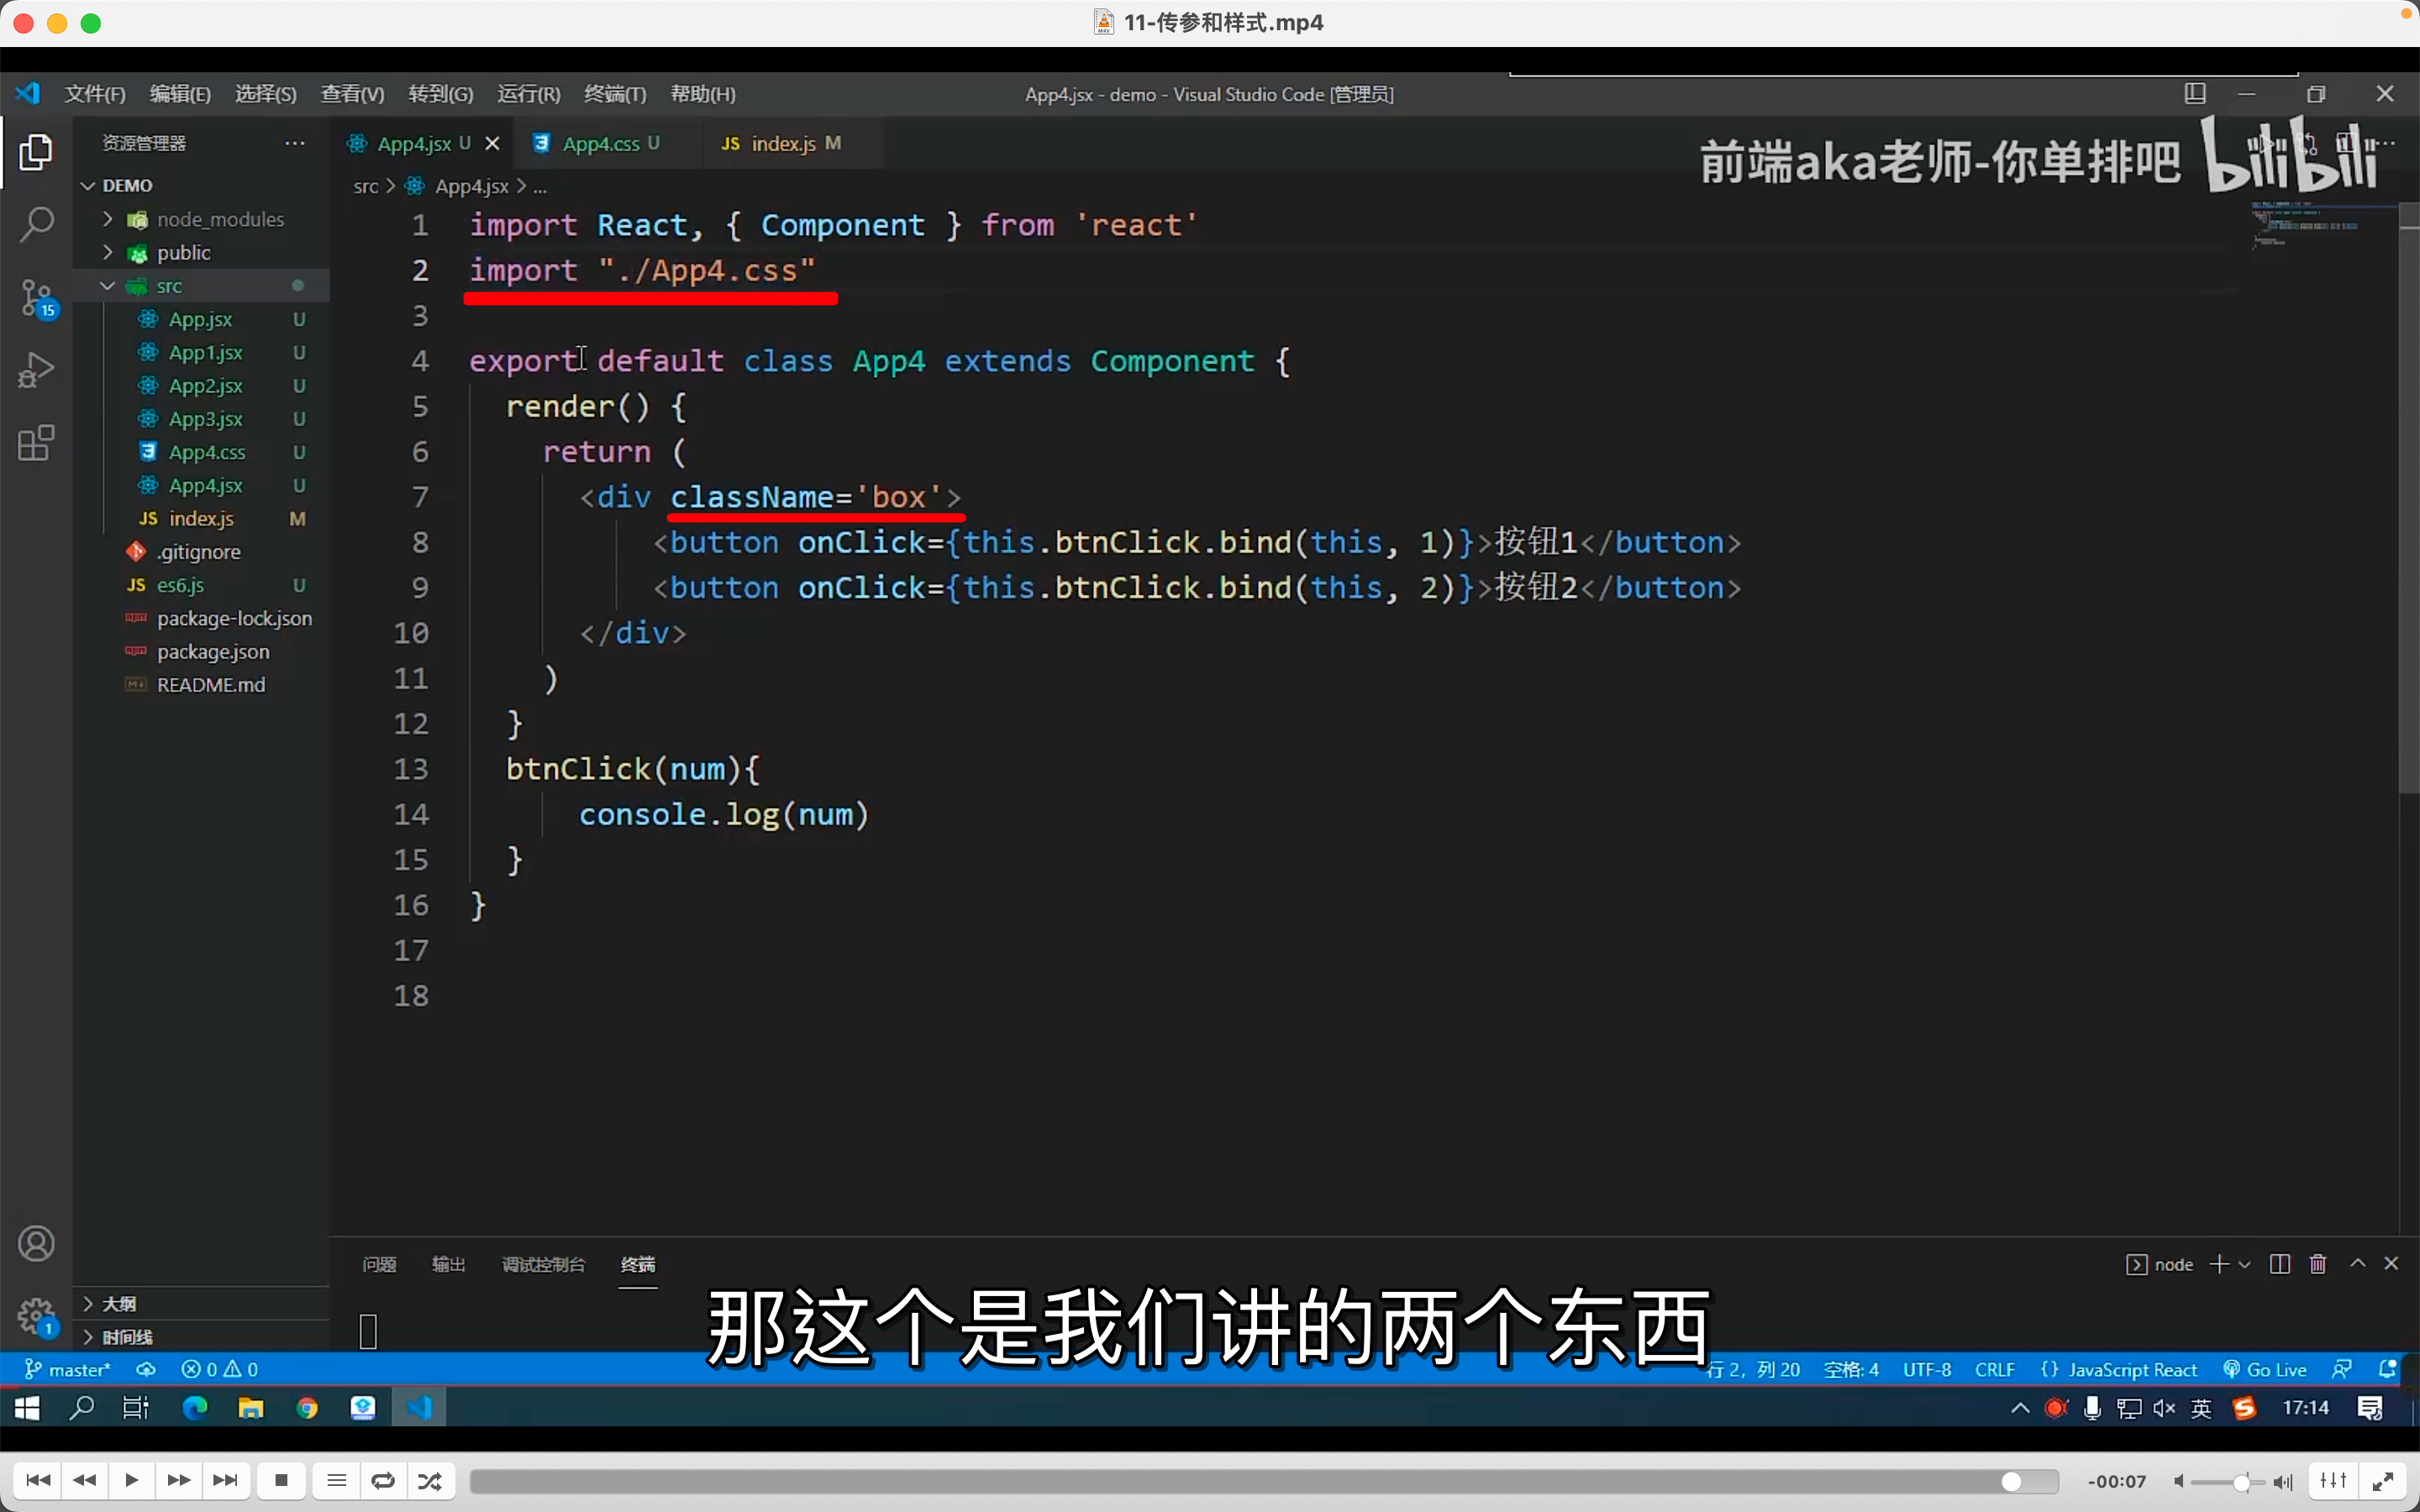 11-传参和样式.mp4
文件(F) 编辑(E) 选择(S) 查看(V) 转到(G) 运行(R) 终端(T) 帮助(H) App4.jsx - demo - Visual Studio Code [管理员]
资源管理器 ··· App4.jsx U App4.css U JS index.js M
前端aka老师-你单排吧 bilibili
DEMO
src > App4.jsx > ...
node_modules
public
src
App.jsx U
App1.jsx U
App2.jsx U
App3.jsx U
App4.css U
App4.jsx U
JS index.js M
.gitignore
JS es6.js U
package-lock.json
package.json
README.md
15
1 import React, { Component } from 'react'
2 import "./App4.css"
3
4 export default class App4 extends Component {
5 render() {
6 return (
7 <div className='box'>
8 <button onClick={this.btnClick.bind(this, 1)}>按钮1</button>
9 <button onClick={this.btnClick.bind(this, 2)}>按钮2</button>
10 </div>
11 )
12 }
13 btnClick(num){
14 console.log(num)
15 }
16 }
17
18
问题 输出 调试控制台 终端 node
大纲
时间线
1
那这个是我们讲的两个东西
master* 0 0 行 2，列 20 空格: 4 UTF-8 CRLF {} JavaScript React Go Live
英 17:14
-00:07